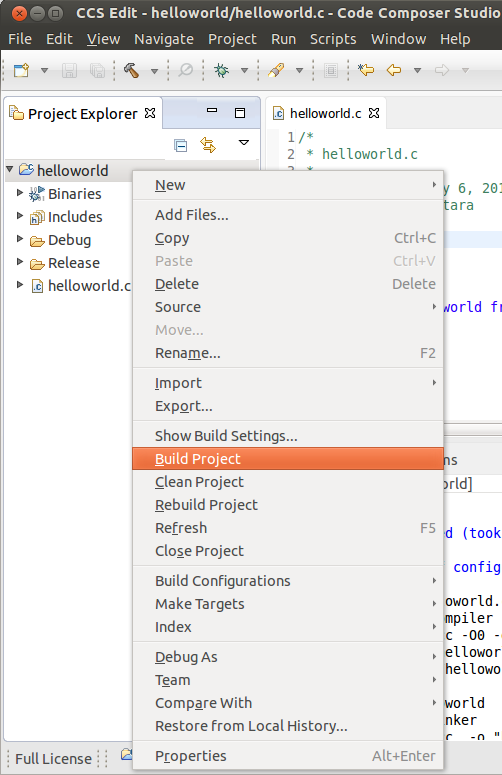 CCS Edit - helloworld/helloworld.c - Code Composer Studio
File Edit View Navigate Project Run Scripts Window Help
Project Explorer
helloworld
Binaries
Includes
Debug
Release
helloworld.c
helloworld.c
1 /*
2 * helloworld.c
3 *
y 6, 201
tara
world fr
New
Add Files...
Copy Ctrl+C
Paste Ctrl+V
Delete Delete
Source
Move...
Rename... F2
Import
Export...
Show Build Settings...
Build Project
Clean Project
Rebuild Project
Refresh F5
Close Project
Build Configurations
Make Targets
Index
Debug As
Team
Compare With
Restore from Local History...
Properties Alt+Enter
ns
orld]
d (took
config
oworld.
mpiler
c -O0 -
ellowor
hellowor
world
nker
c -o "
Full License